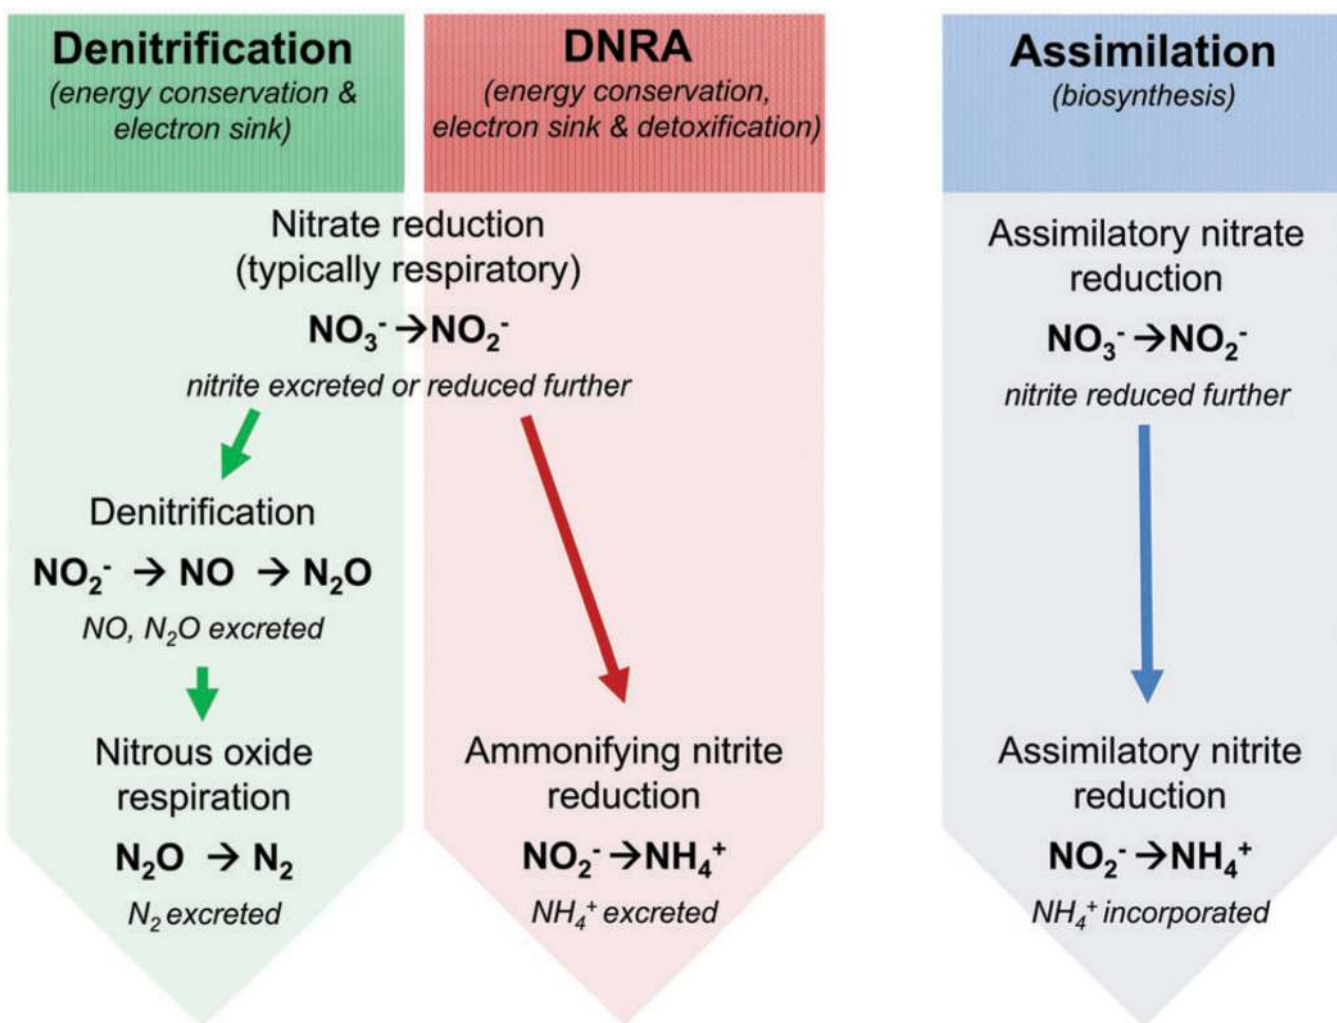 Denitrification
(energy conservation &
electron sink)
DNRA
(energy conservation,
electron sink & detoxification)
Assimilation
(biosynthesis)
Nitrate reduction
(typically respiratory)
NO₃⁻ → NO₂⁻
nitrite excreted or reduced further
Denitrification
NO₂⁻ → NO → N₂O
NO, N₂O excreted
Nitrous oxide
respiration
N₂O → N₂
N₂ excreted
Ammonifying nitrite
reduction
NO₂⁻ → NH₄⁺
NH₄⁺ excreted
Assimilatory nitrate
reduction
NO₃⁻ → NO₂⁻
nitrite reduced further
Assimilatory nitrite
reduction
NO₂⁻ → NH₄⁺
NH₄⁺ incorporated